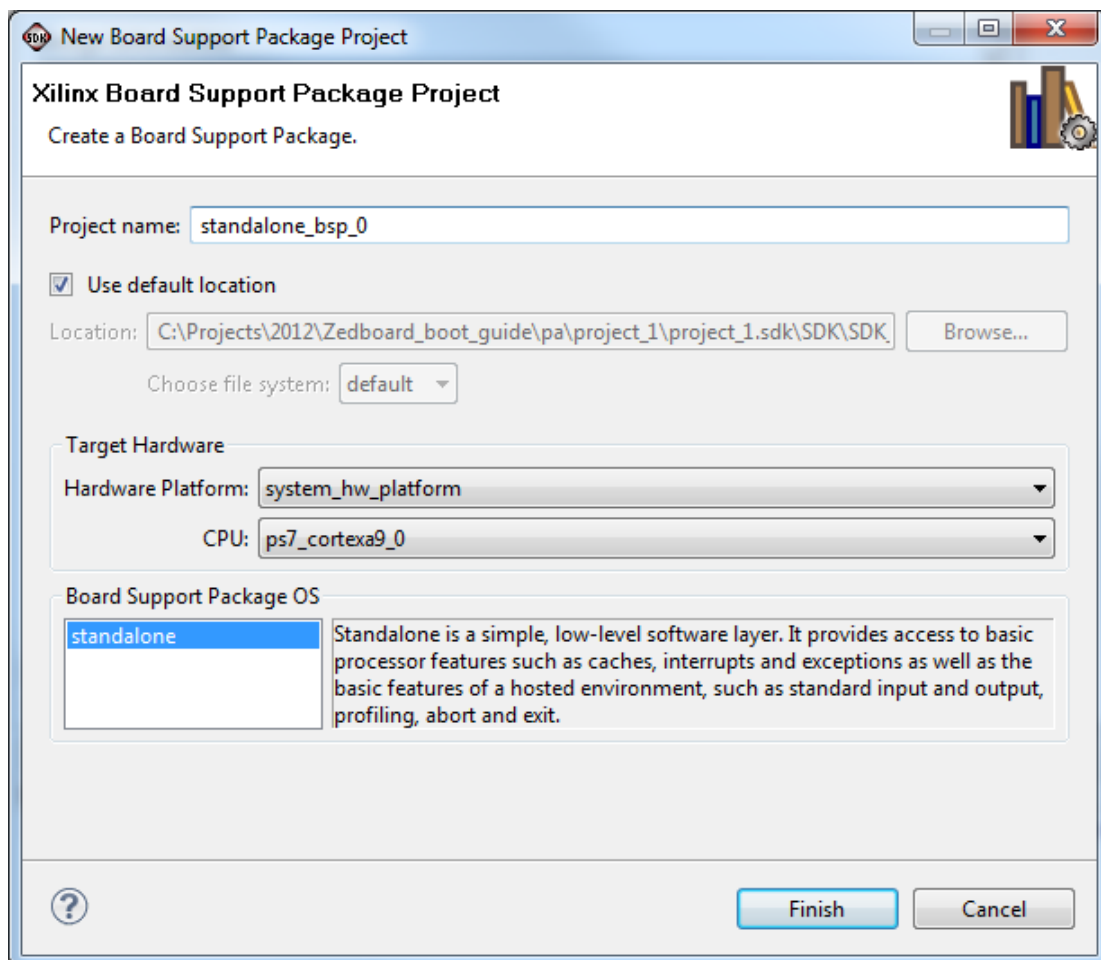 SDK New Board Support Package Project
Xilinx Board Support Package Project
Create a Board Support Package.
Project name: standalone_bsp_0
Use default location
Location: C:\Projects\2012\Zedboard_boot_guide\pa\project_1\project_1.sdk\SDK\SDK_ Browse...
Choose file system: default
Target Hardware
Hardware Platform: system_hw_platform
CPU: ps7_cortexa9_0
Board Support Package OS
standalone
Standalone is a simple, low-level software layer. It provides access to basic
processor features such as caches, interrupts and exceptions as well as the
basic features of a hosted environment, such as standard input and output,
profiling, abort and exit.
? Finish Cancel